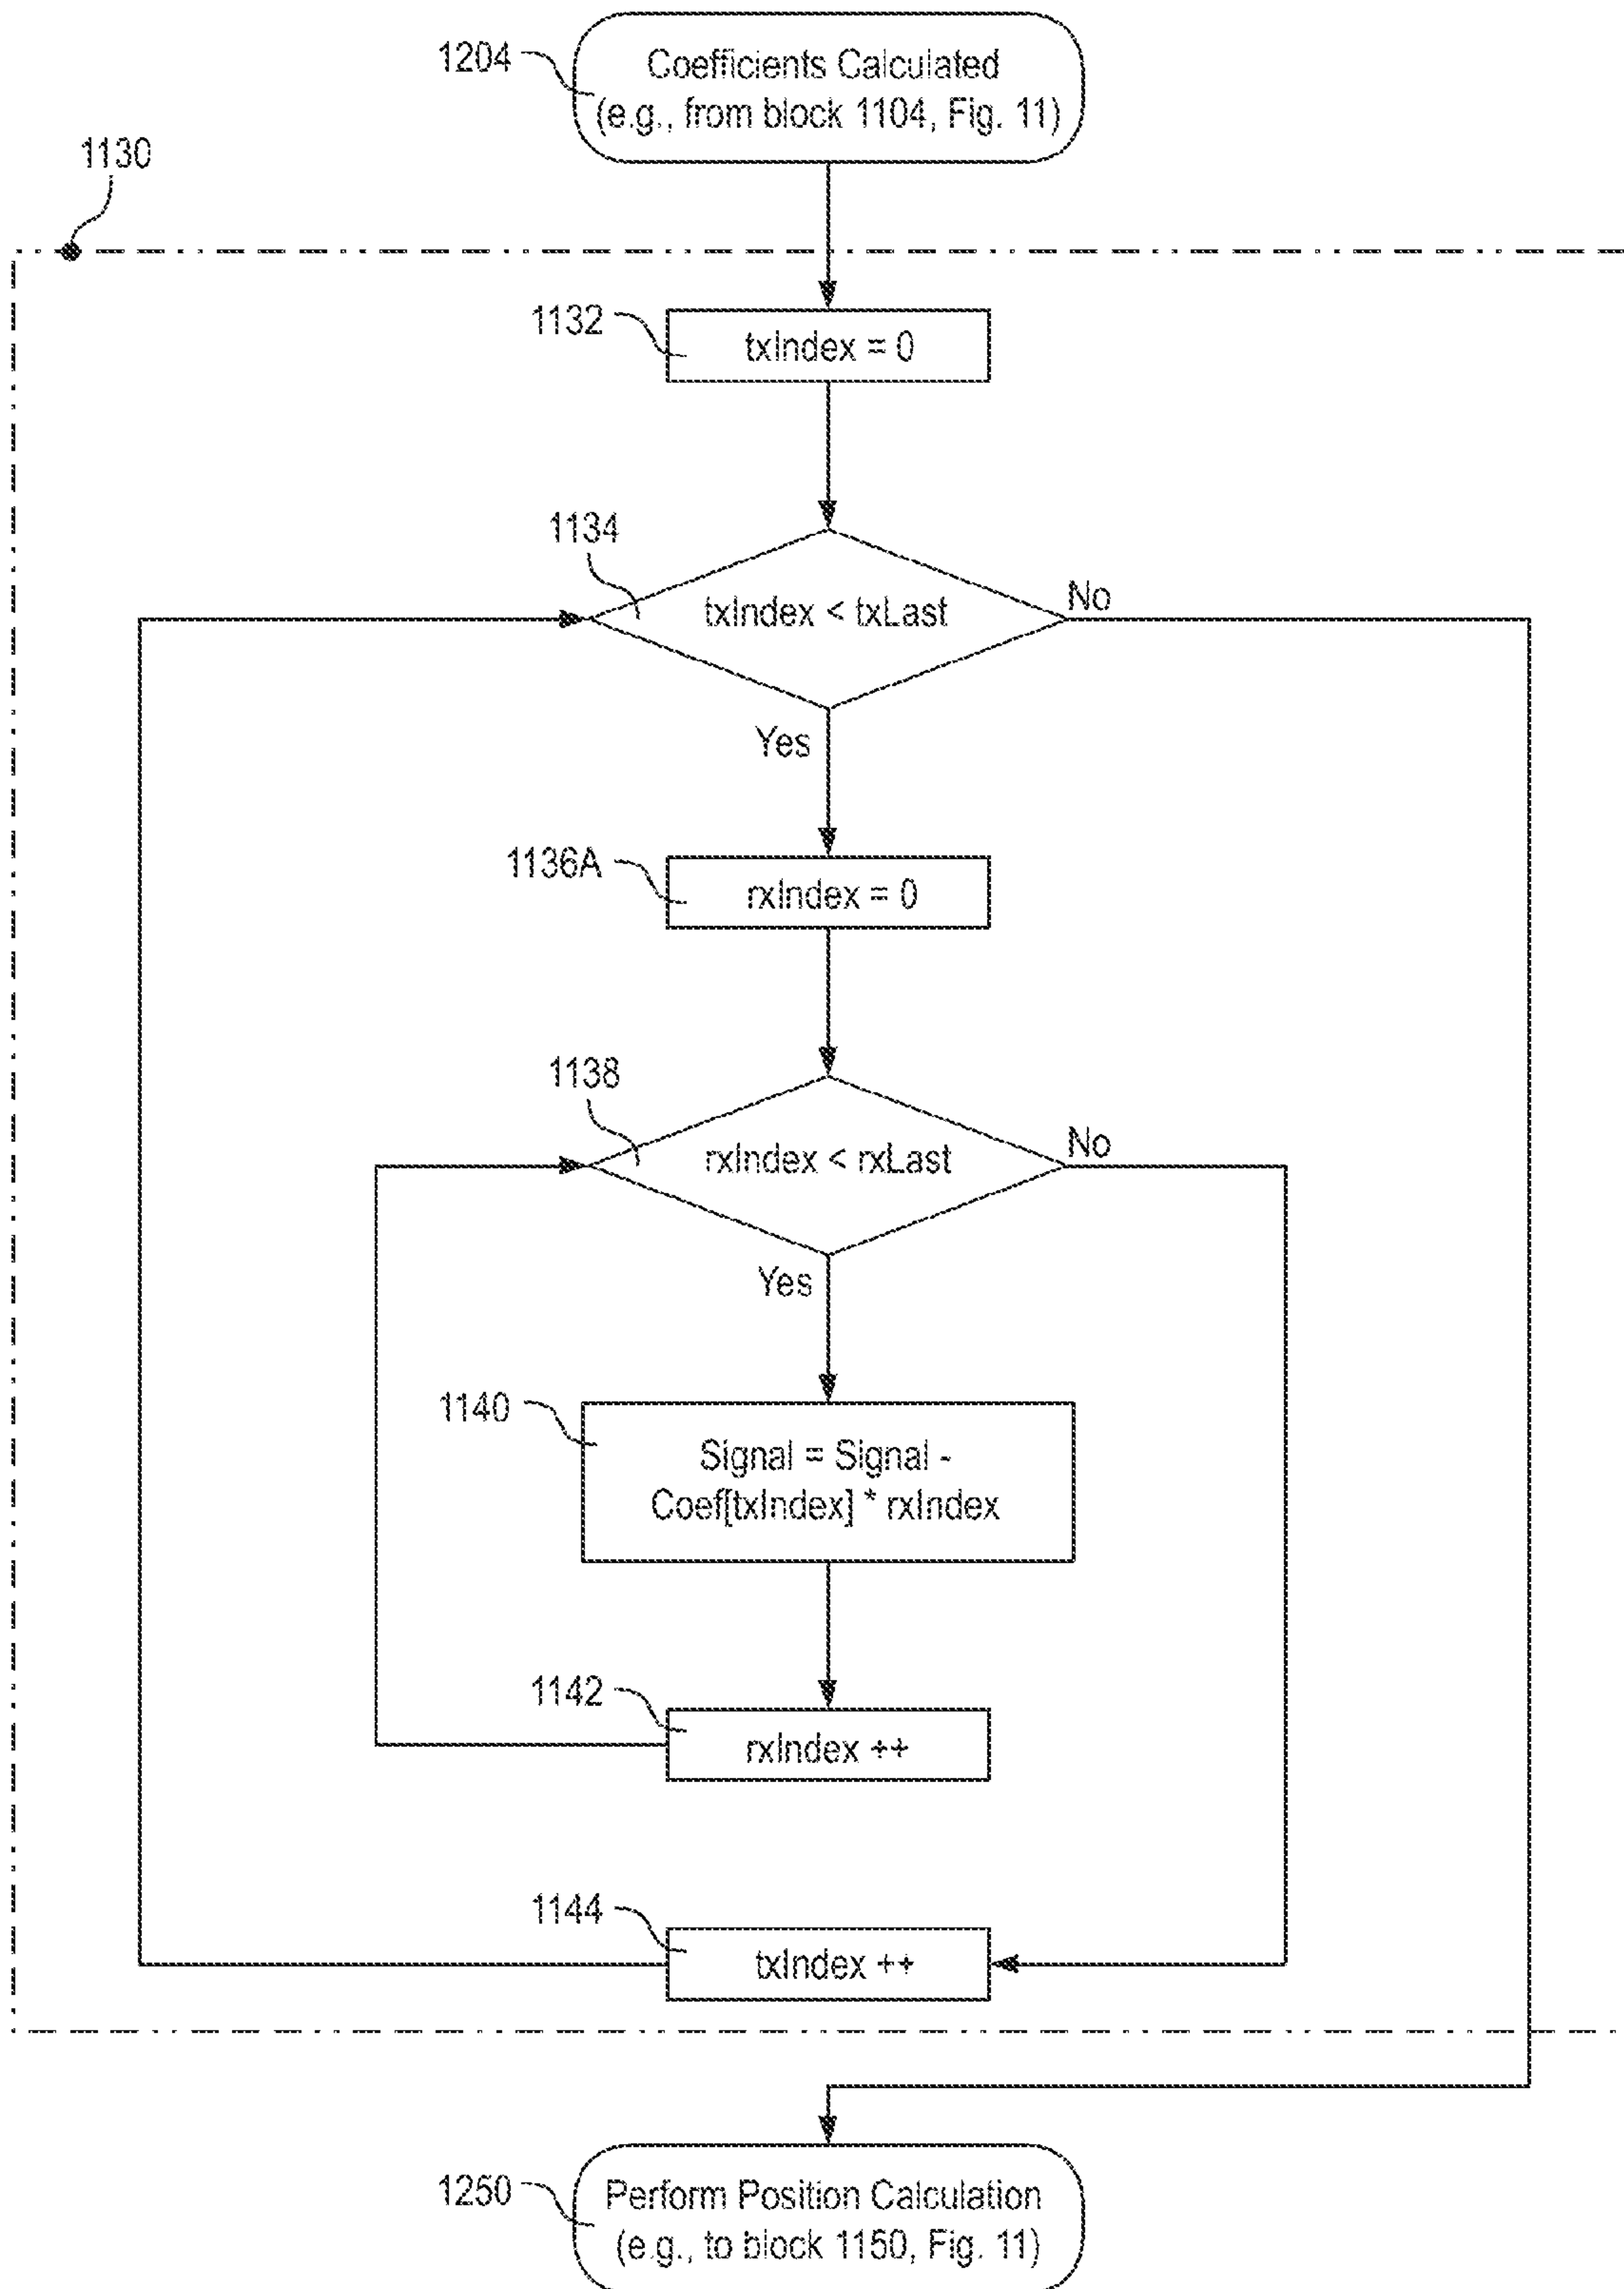 1204
Coefficients Calculated
(e.g., from block 1104, Fig. 11)
1130
1132
txIndex = 0
1134
txIndex < txLast
No
Yes
1136A
rxIndex = 0
1138
rxIndex < rxLast
No
Yes
1140
Signal = Signal -
Coef[txIndex] * rxIndex
1142
rxIndex ++
1144
txIndex ++
1250
Perform Position Calculation
(e.g., to block 1150, Fig. 11)